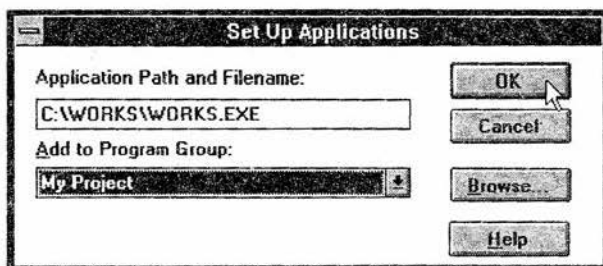 Set Up Applications
Application Path and Filename:
C:\WORKS\WORKS.EXE
Add to Program Group:
My Project
OK
Cancel
Browse...
Help